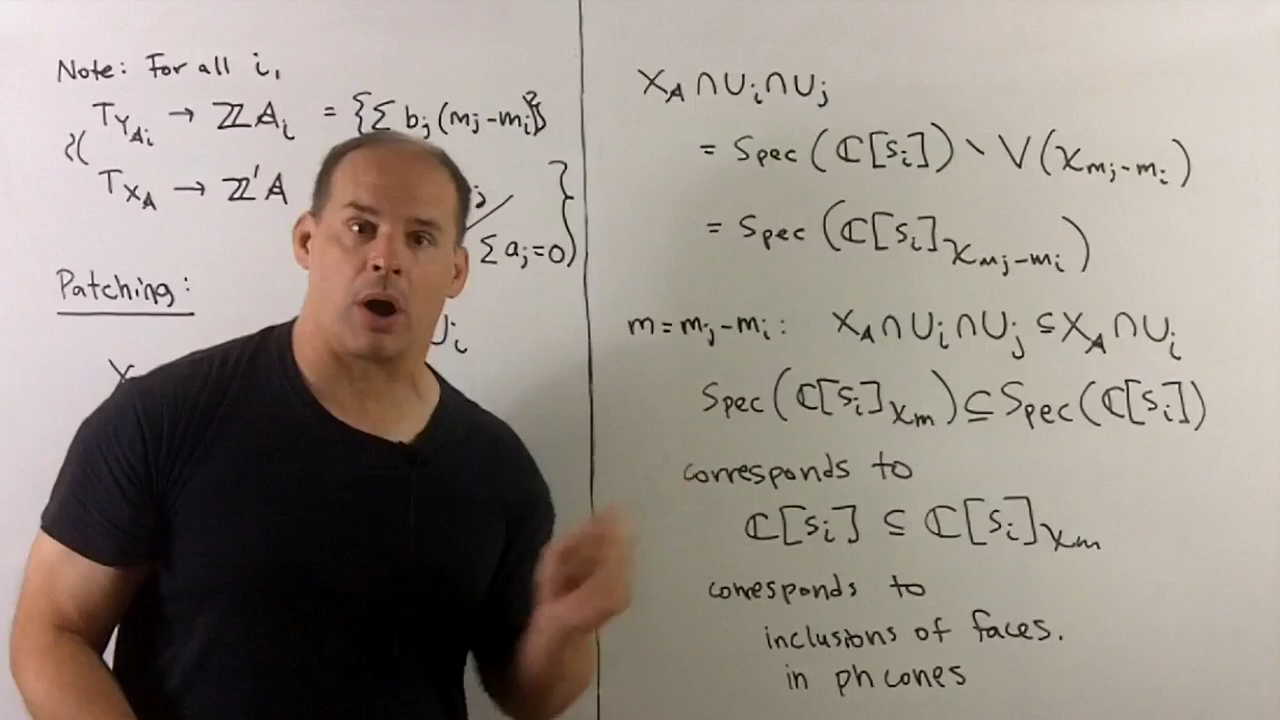 Note: For all i,
T_{Y_{A_i}} → ℤA_i = {Σ b_j (m_j - m_i)}
T_{X_A} → ℤ'A
Σ a_j = 0
Patching:
X
U_i
X_A ∩ U_i ∩ U_j
= Spec(ℂ[S_i]) \ V(χ_{m_j - m_i})
= Spec(ℂ[S_i]_{χ_{m_j - m_i}})
m = m_j - m_i : X_A ∩ U_i ∩ U_j ⊆ X_A ∩ U_i
Spec(ℂ[S_i]_{χ_m}) ⊆ Spec(ℂ[S_i])
corresponds to
ℂ[S_i] ⊆ ℂ[S_i]_{χ_m}
corresponds to
inclusions of faces.
in ph cones